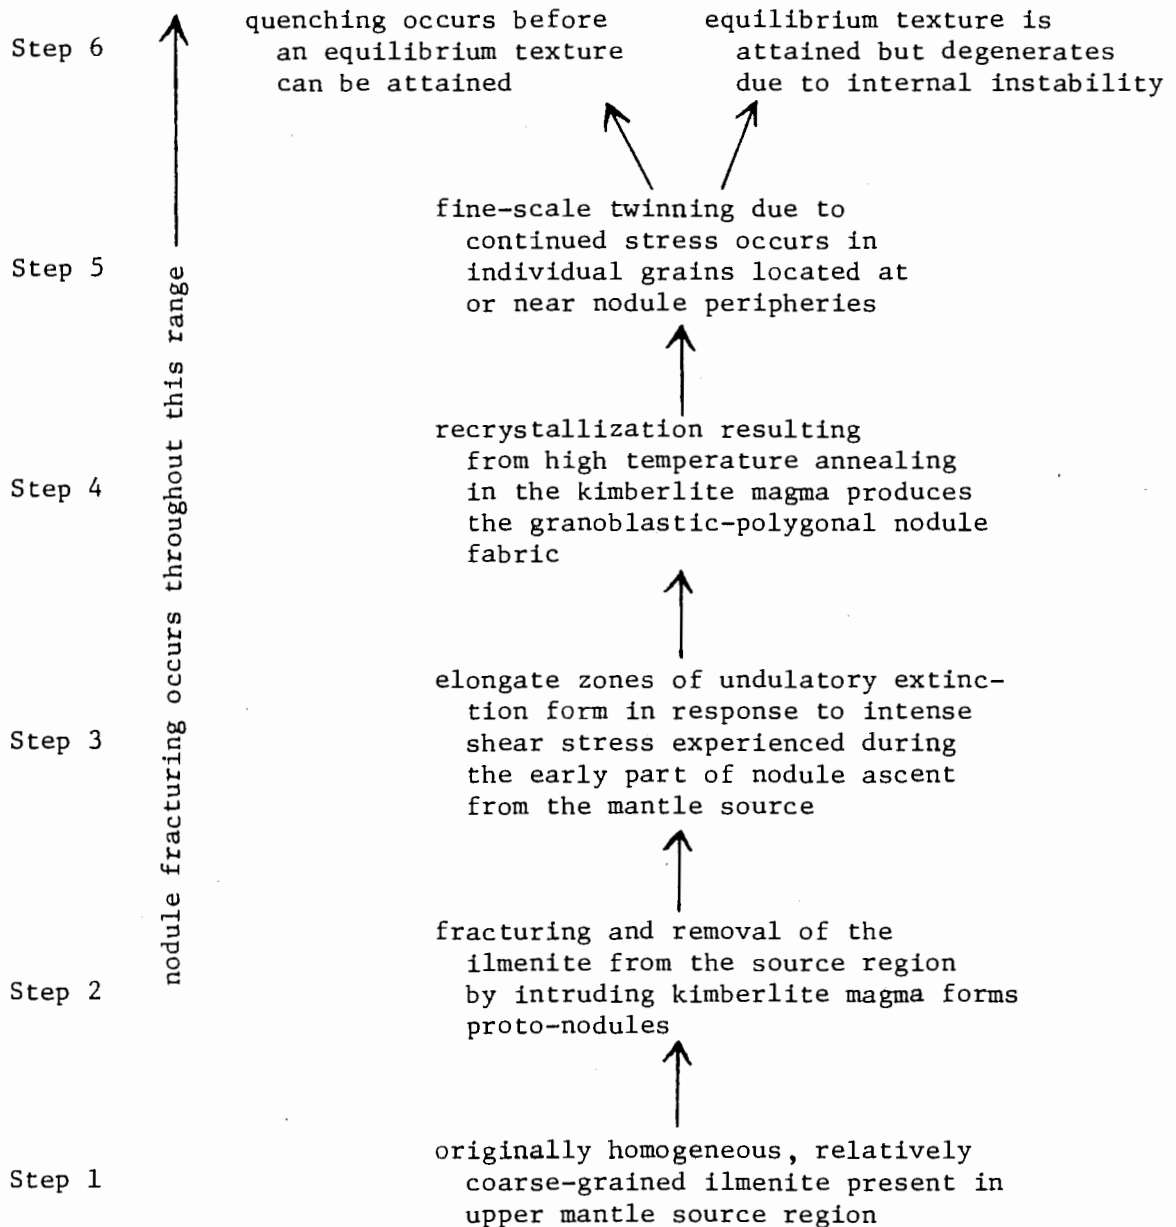 Step 6
quenching occurs before
an equilibrium texture
can be attained
equilibrium texture is
attained but degenerates
due to internal instability
Step 5
fine-scale twinning due to
continued stress occurs in
individual grains located at
or near nodule peripheries
nodule fracturing occurs throughout this range
Step 4
recrystallization resulting
from high temperature annealing
in the kimberlite magma produces
the granoblastic-polygonal nodule
fabric
Step 3
elongate zones of undulatory extinc-
tion form in response to intense
shear stress experienced during
the early part of nodule ascent
from the mantle source
Step 2
fracturing and removal of the
ilmenite from the source region
by intruding kimberlite magma forms
proto-nodules
Step 1
originally homogeneous, relatively
coarse-grained ilmenite present in
upper mantle source region